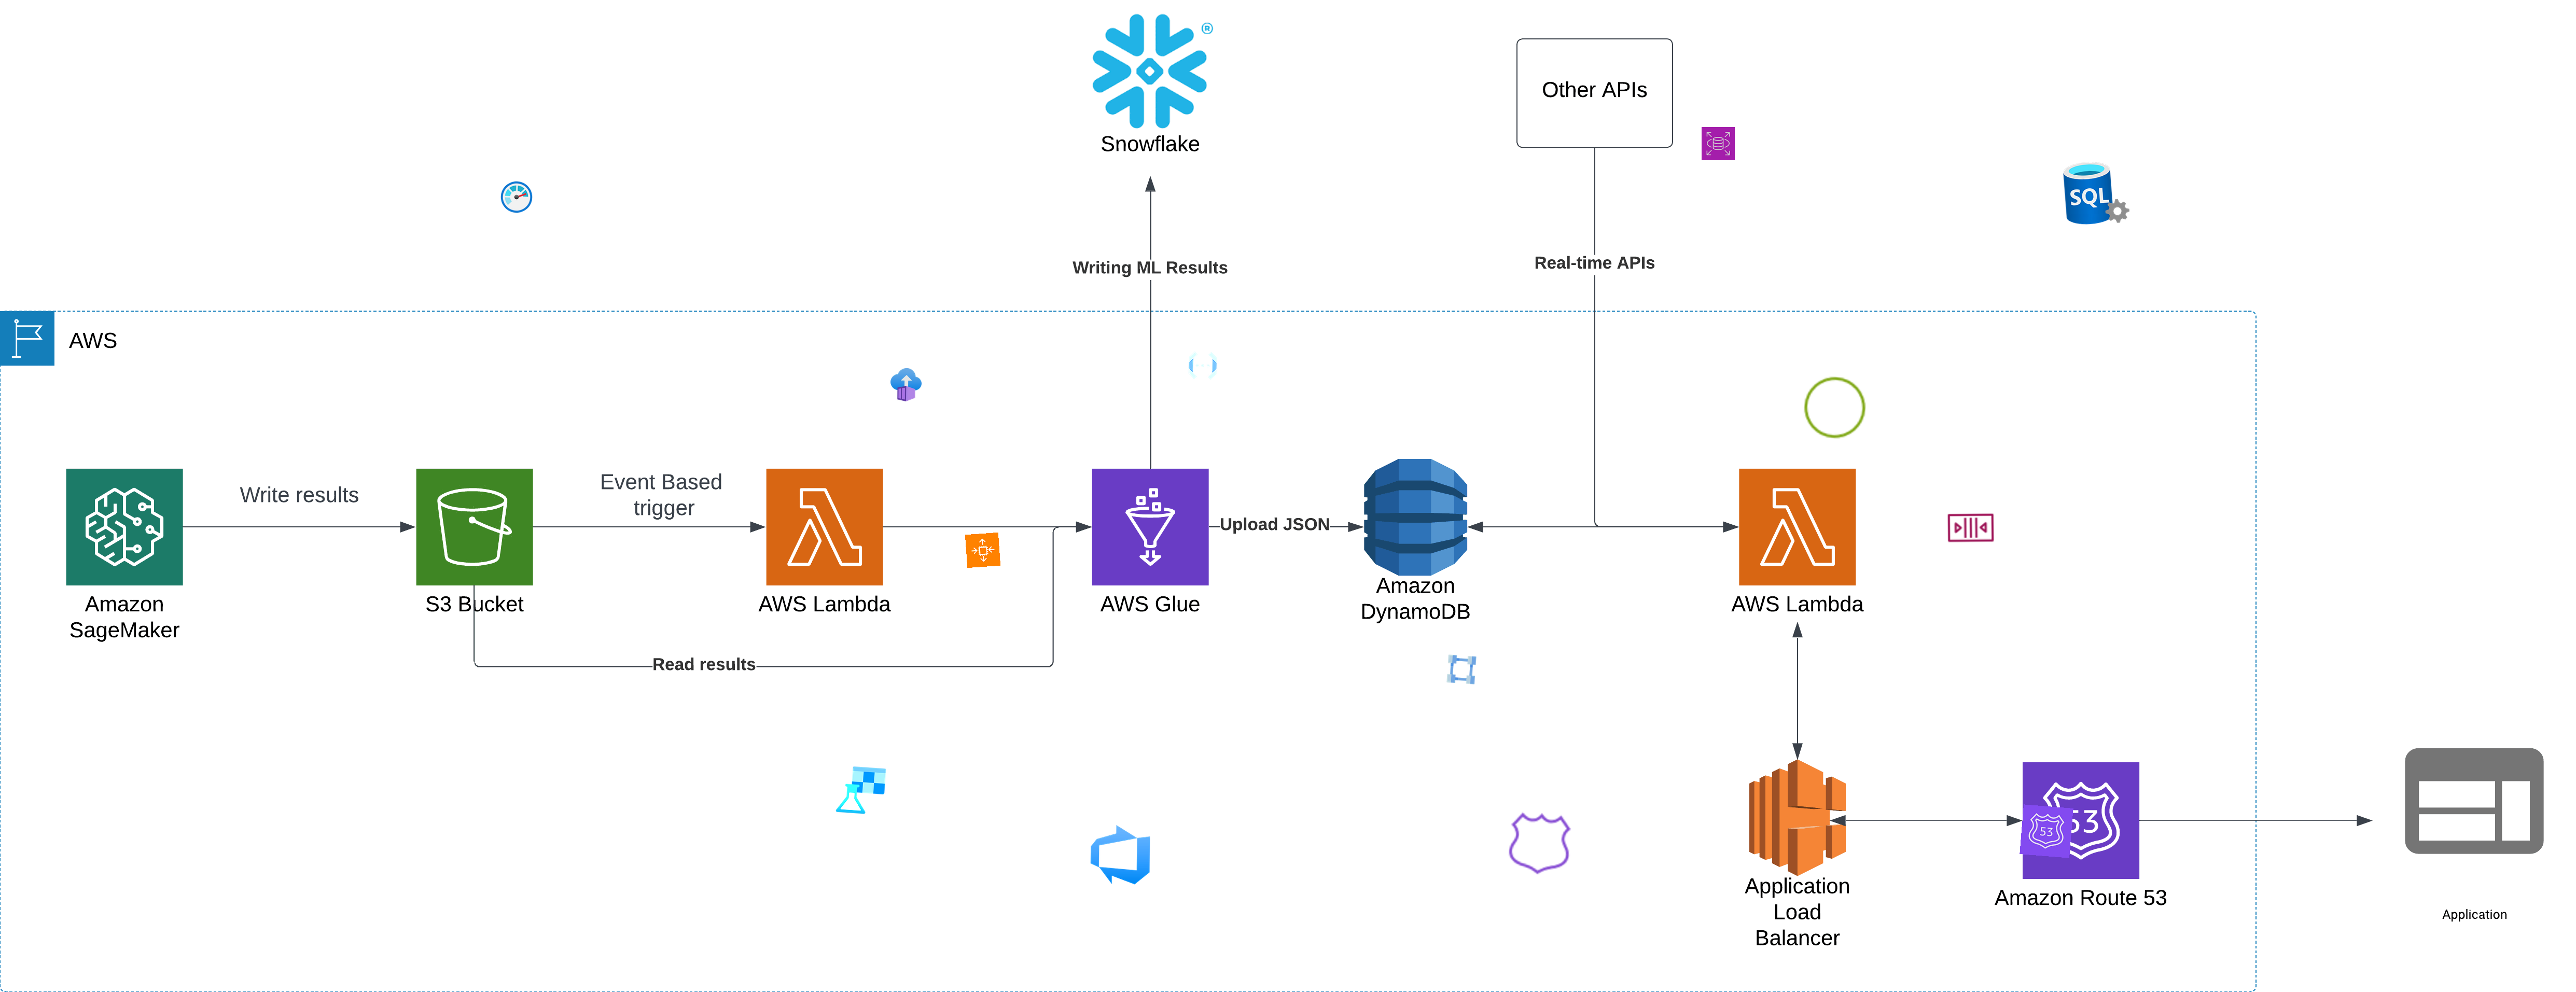 ®
Snowflake
Other APIs
SQL
Writing ML Results
Real-time APIs
AWS
Write results
Event Based
trigger
Upload JSON
Amazon
SageMaker
S3 Bucket
AWS Lambda
AWS Glue
Amazon
DynamoDB
AWS Lambda
Read results
53
53
Application
Load
Balancer
Amazon Route 53
Application